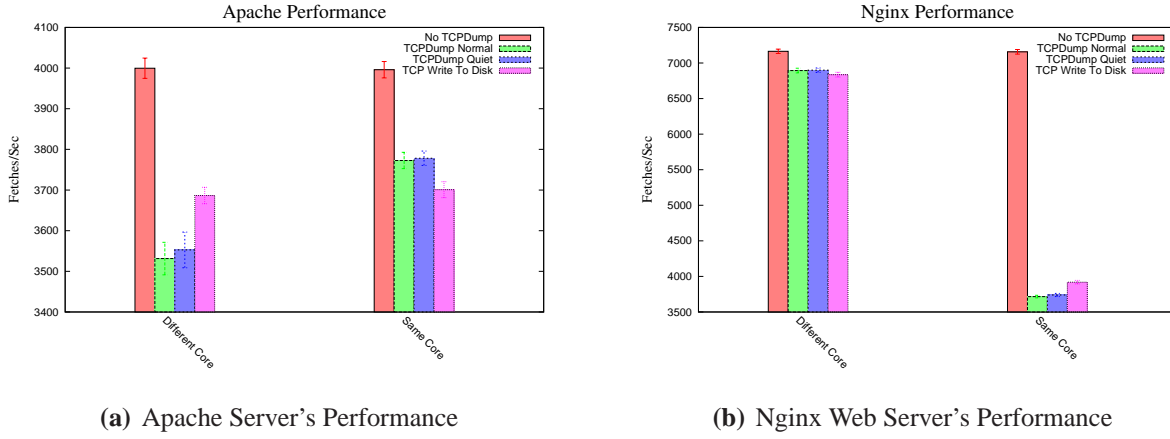 Apache Performance
4100
4000
3900
3800
3700
3600
3500
3400
Fetches/Sec
No TCPDump
TCPDump Normal
TCPDump Quiet
TCP Write To Disk
Different Core
Same Core
(a) Apache Server's Performance
Nginx Performance
7500
7000
6500
6000
5500
5000
4500
4000
3500
Fetches/Sec
No TCPDump
TCPDump Normal
TCPDump Quiet
TCP Write To Disk
Different Core
Same Core
(b) Nginx Web Server's Performance